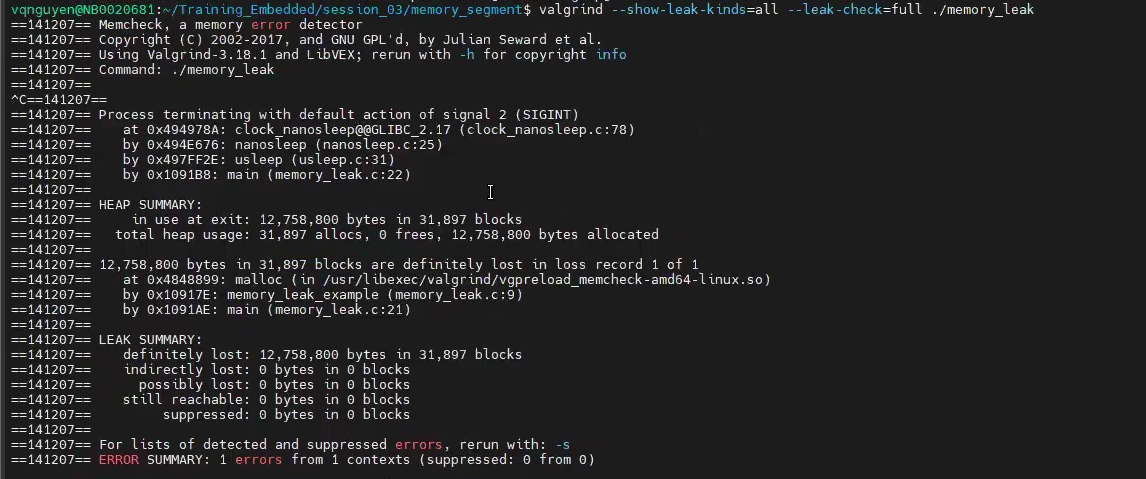 vqnguyen@NB0020681:~/Training_Embedded/session_03/memory_segment$ valgrind --show-leak-kinds=all --leak-check=full ./memory_leak
==141207== Memcheck, a memory error detector
==141207== Copyright (C) 2002-2017, and GNU GPL'd, by Julian Seward et al.
==141207== Using Valgrind-3.18.1 and LibVEX; rerun with -h for copyright info
==141207== Command: ./memory_leak
==141207==
^C==141207==
==141207== Process terminating with default action of signal 2 (SIGINT)
==141207==    at 0x494978A: clock_nanosleep@@GLIBC_2.17 (clock_nanosleep.c:78)
==141207==    by 0x494E676: nanosleep (nanosleep.c:25)
==141207==    by 0x497FF2E: usleep (usleep.c:31)
==141207==    by 0x1091B8: main (memory_leak.c:22)
==141207==
==141207== HEAP SUMMARY:
==141207==     in use at exit: 12,758,800 bytes in 31,897 blocks
==141207==   total heap usage: 31,897 allocs, 0 frees, 12,758,800 bytes allocated
==141207==
==141207== 12,758,800 bytes in 31,897 blocks are definitely lost in loss record 1 of 1
==141207==    at 0x4848899: malloc (in /usr/libexec/valgrind/vgpreload_memcheck-amd64-linux.so)
==141207==    by 0x10917E: memory_leak_example (memory_leak.c:9)
==141207==    by 0x1091AE: main (memory_leak.c:21)
==141207==
==141207== LEAK SUMMARY:
==141207==    definitely lost: 12,758,800 bytes in 31,897 blocks
==141207==    indirectly lost: 0 bytes in 0 blocks
==141207==      possibly lost: 0 bytes in 0 blocks
==141207==    still reachable: 0 bytes in 0 blocks
==141207==         suppressed: 0 bytes in 0 blocks
==141207==
==141207== For lists of detected and suppressed errors, rerun with: -s
==141207== ERROR SUMMARY: 1 errors from 1 contexts (suppressed: 0 from 0)